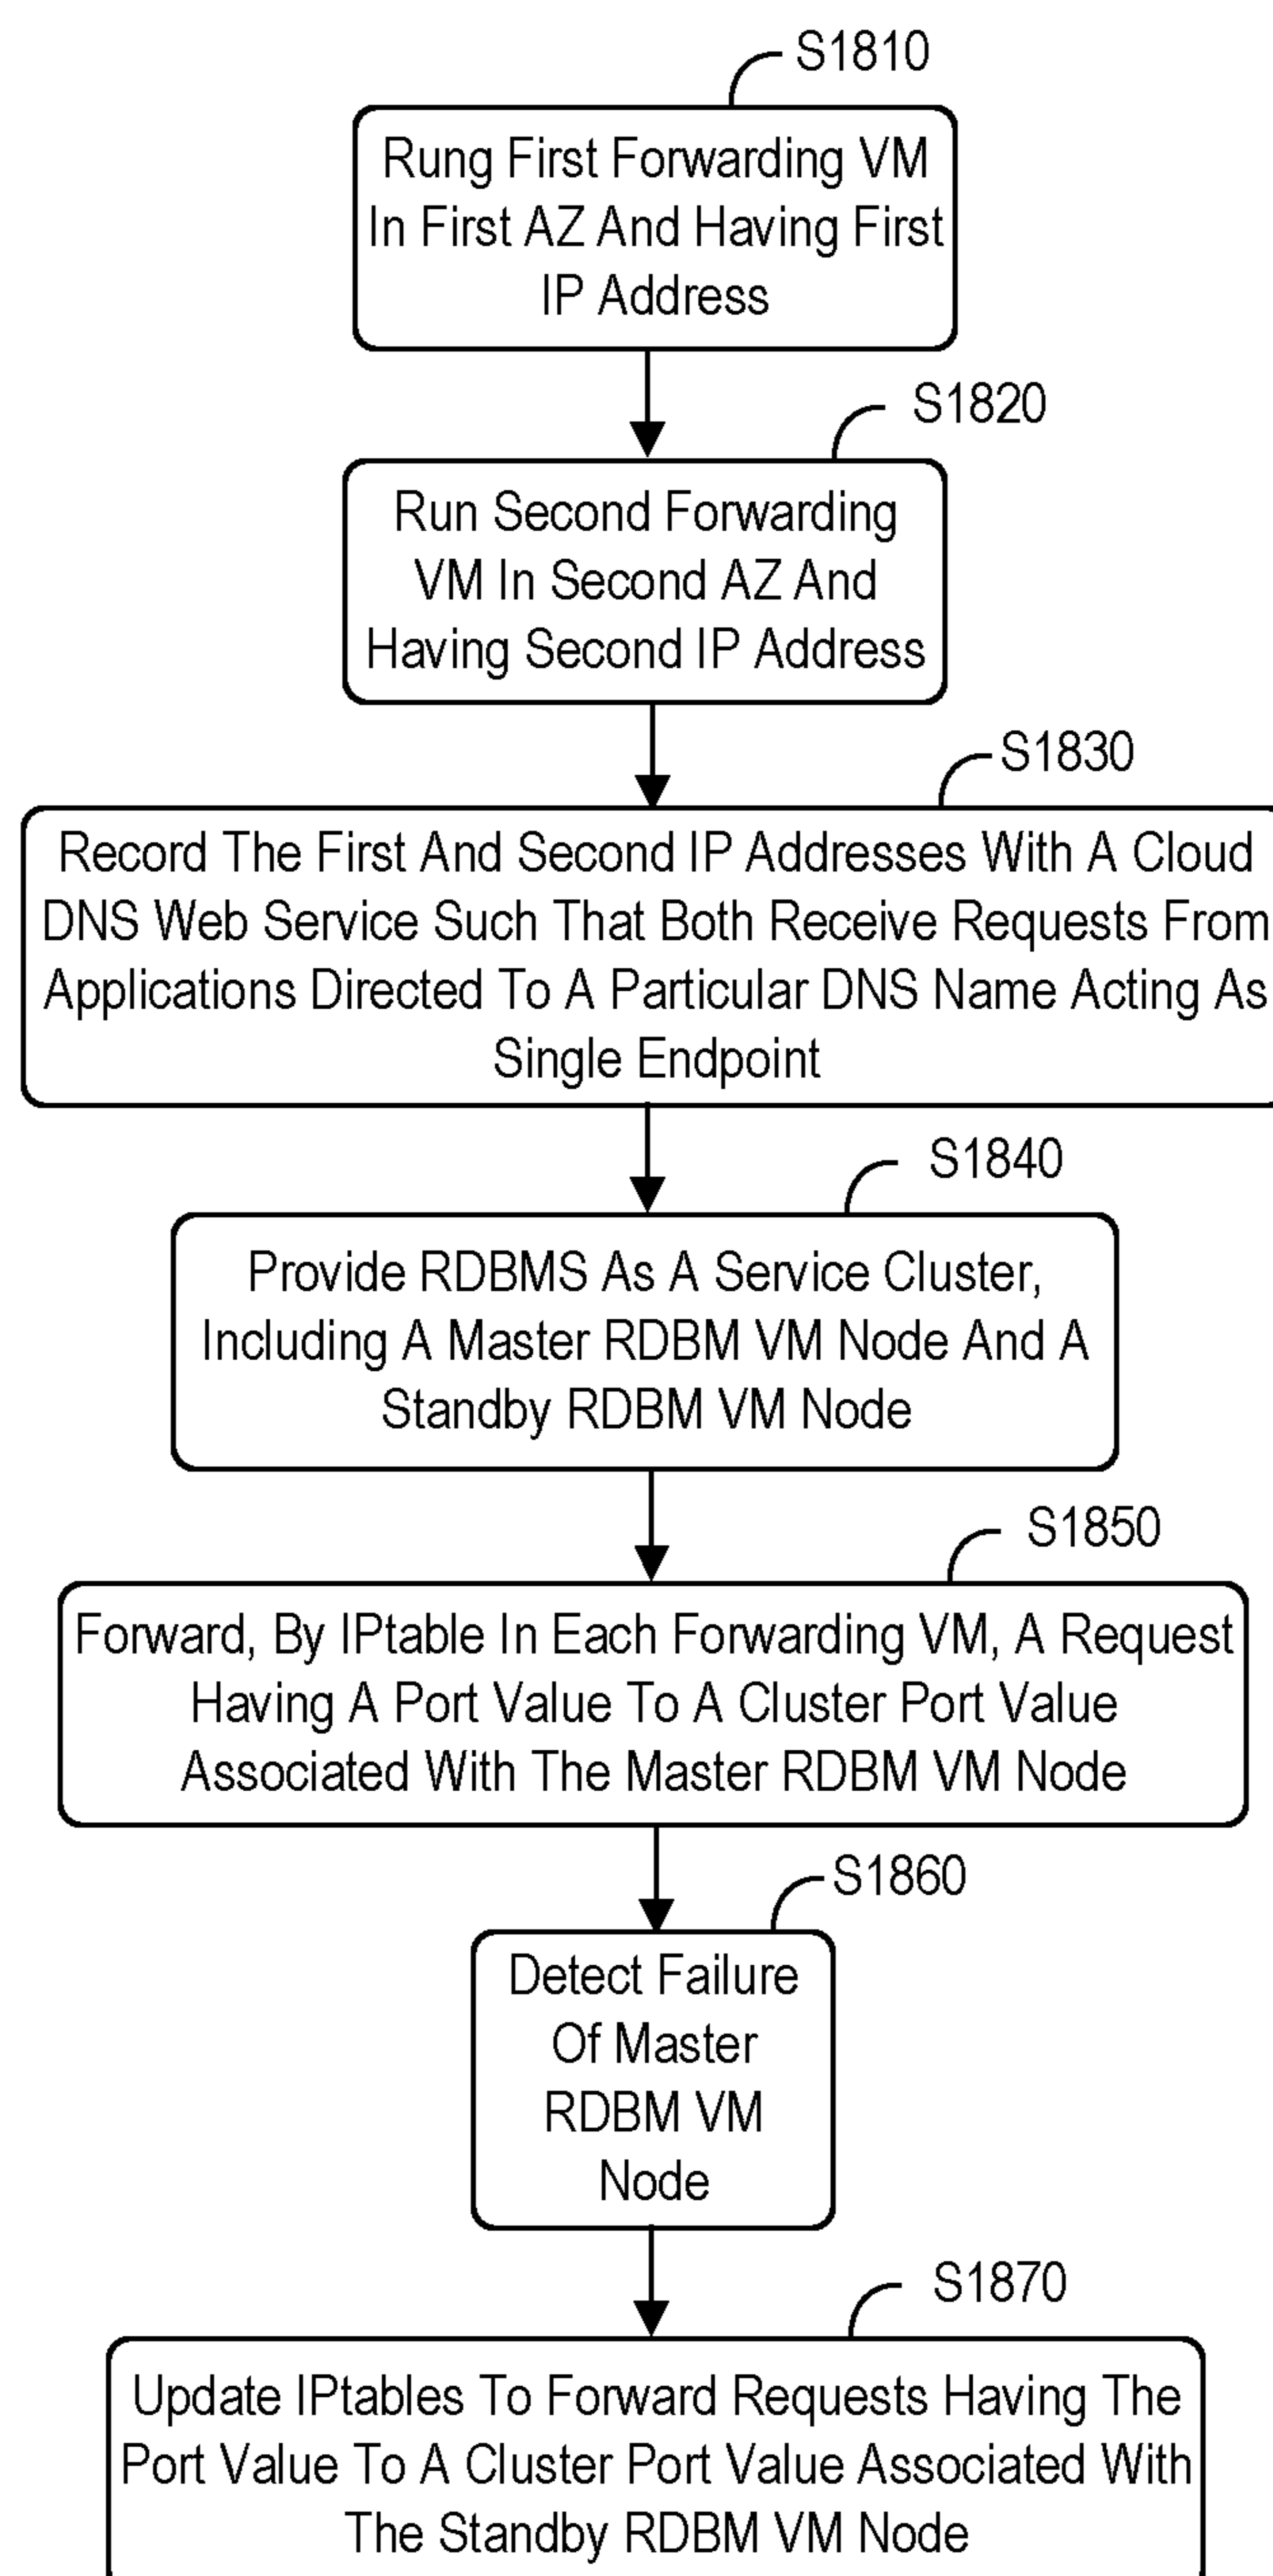 S1810
Rung First Forwarding VM
In First AZ And Having First
IP Address
S1820
Run Second Forwarding
VM In Second AZ And
Having Second IP Address
S1830
Record The First And Second IP Addresses With A Cloud
DNS Web Service Such That Both Receive Requests From
Applications Directed To A Particular DNS Name Acting As
Single Endpoint
S1840
Provide RDBMS As A Service Cluster,
Including A Master RDBM VM Node And A
Standby RDBM VM Node
S1850
Forward, By IPtable In Each Forwarding VM, A Request
Having A Port Value To A Cluster Port Value
Associated With The Master RDBM VM Node
S1860
Detect Failure
Of Master
RDBM VM
Node
S1870
Update IPtables To Forward Requests Having The
Port Value To A Cluster Port Value Associated With
The Standby RDBM VM Node